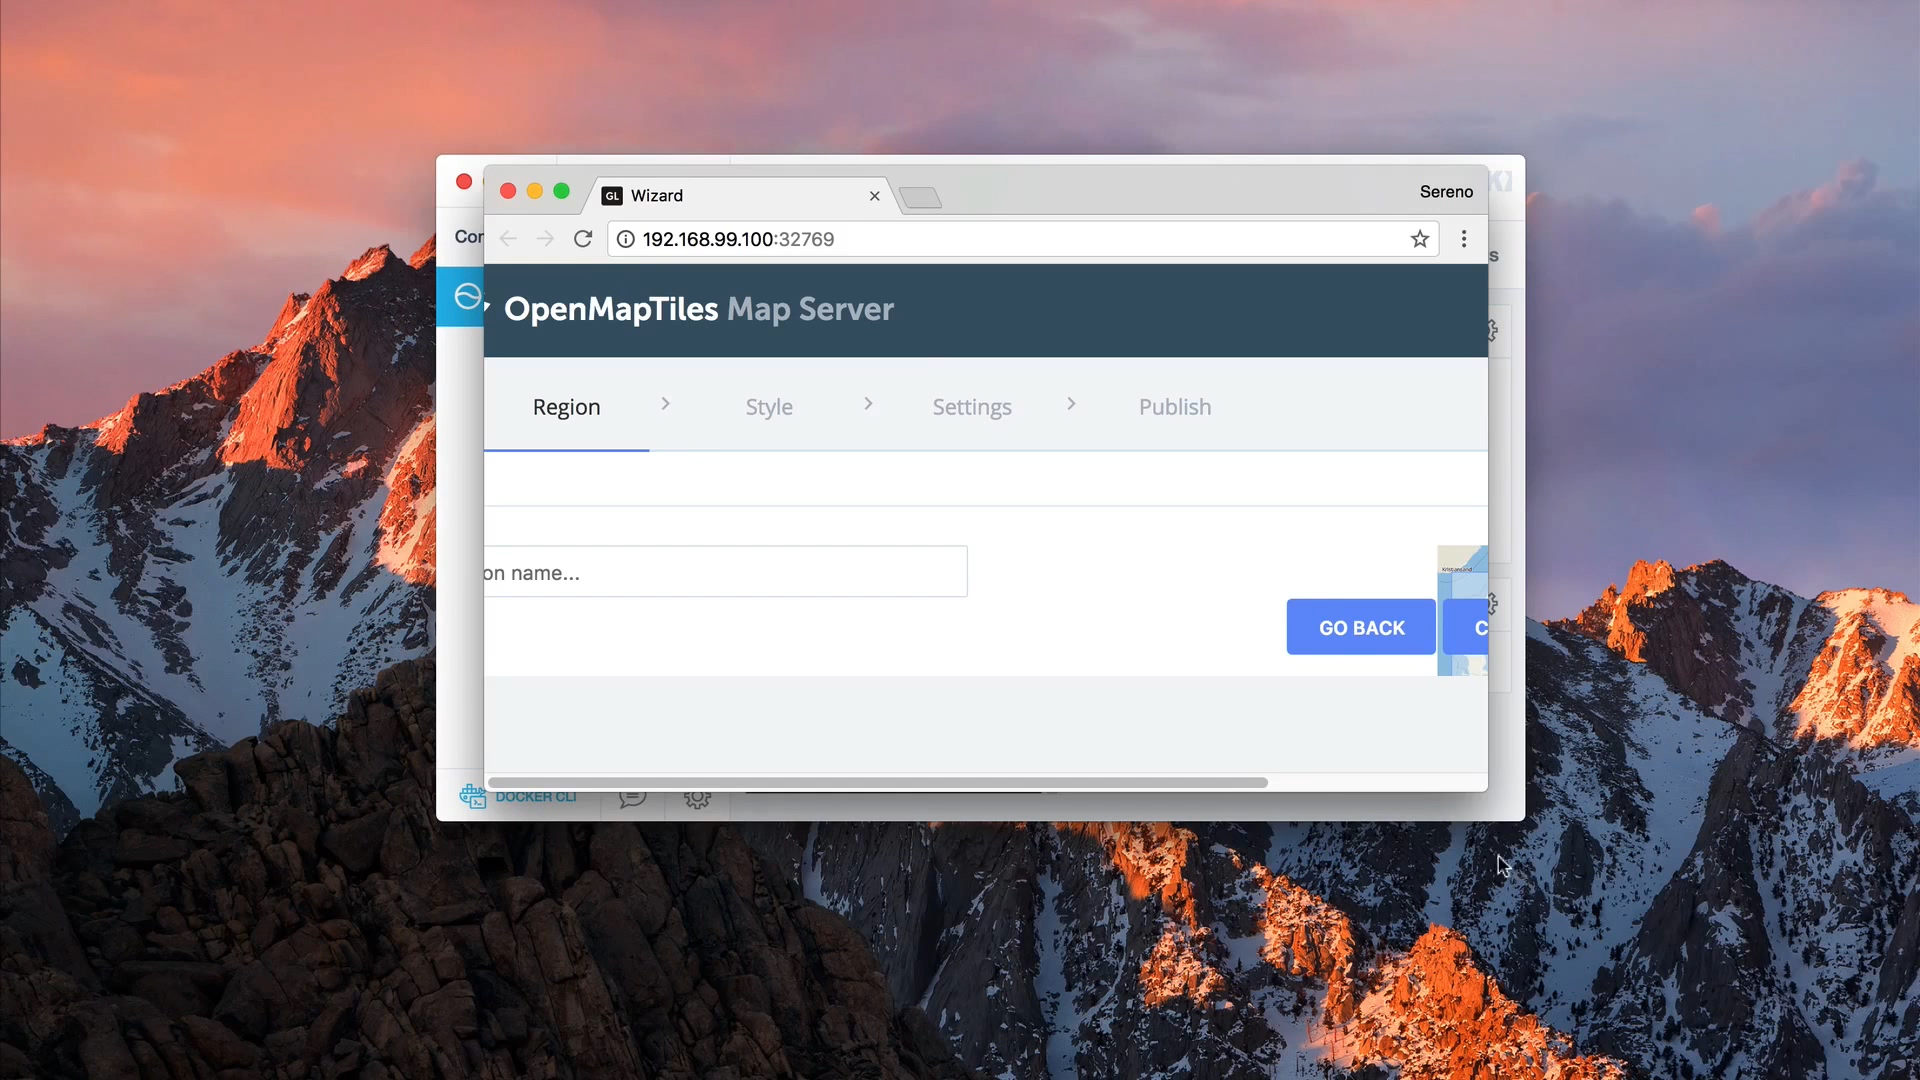 GL Wizard
Sereno
Con
192.168.99.100:32769
s
OpenMapTiles Map Server
Region
Style
Settings
Publish
on name...
Kristiansand
GO BACK
C
DOCKER CLI